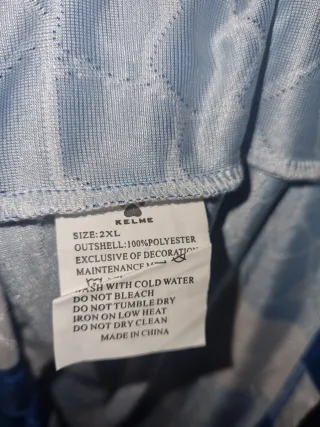 KELME
SIZE:2XL
OUTSHELL:100%POLYESTER
EXCLUSIVE OF DECORATION
MAINTENANCE
WASH WITH COLD WATER
DO NOT BLEACH
DO NOT TUMBLE DRY
IRON ON LOW HEAT
DO NOT DRY CLEAN
MADE IN CHINA